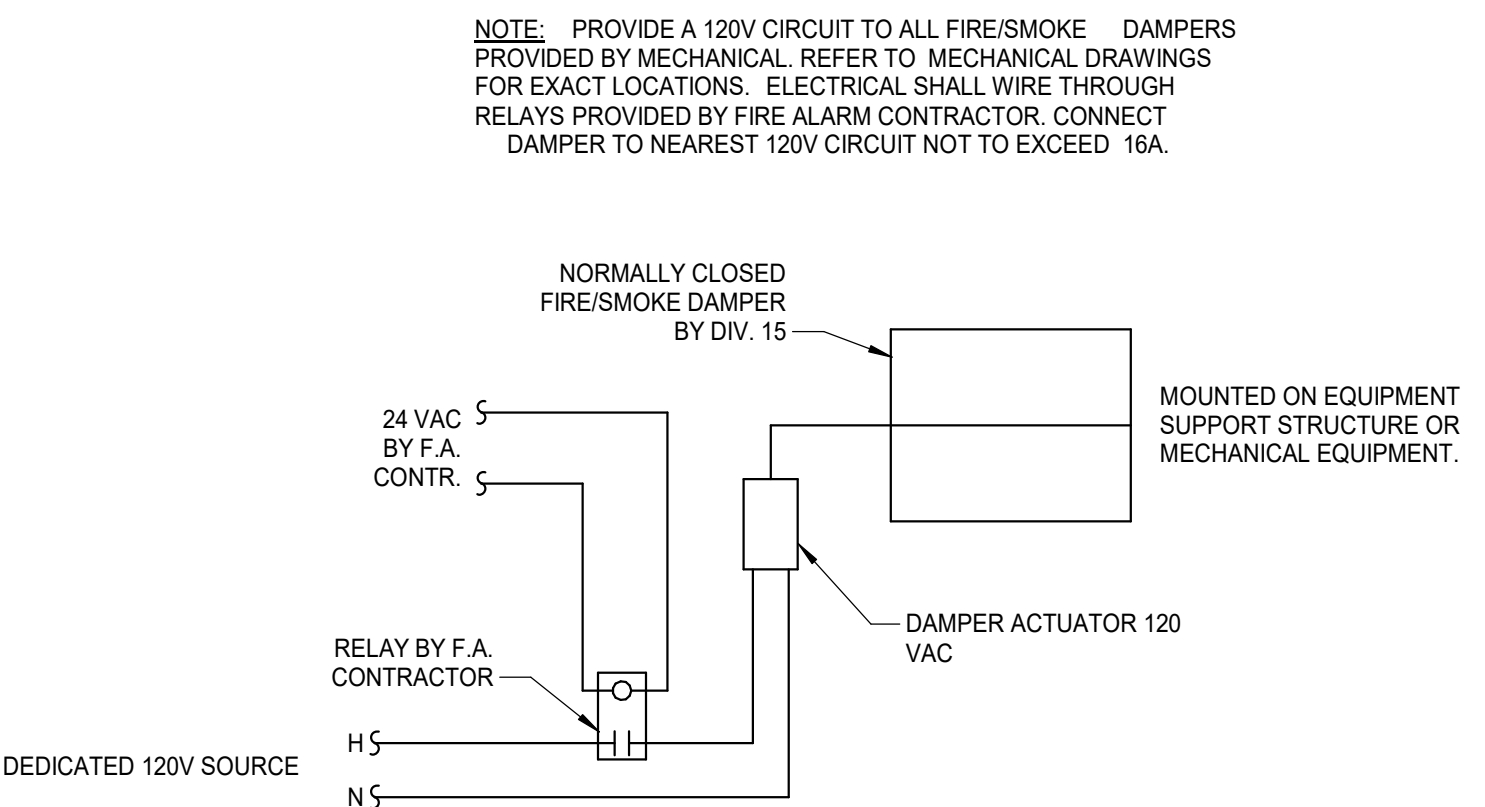 NOTE: PROVIDE A 120V CIRCUIT TO ALL FIRE/SMOKE DAMPERS
PROVIDED BY MECHANICAL. REFER TO MECHANICAL DRAWINGS
FOR EXACT LOCATIONS. ELECTRICAL SHALL WIRE THROUGH
RELAYS PROVIDED BY FIRE ALARM CONTRACTOR. CONNECT
DAMPER TO NEAREST 120V CIRCUIT NOT TO EXCEED 16A.
NORMALLY CLOSED
FIRE/SMOKE DAMPER
BY DIV. 15
MOUNTED ON EQUIPMENT
SUPPORT STRUCTURE OR
MECHANICAL EQUIPMENT.
24 VAC
BY F.A.
CONTR.
DAMPER ACTUATOR 120
VAC
RELAY BY F.A.
CONTRACTOR
H
DEDICATED 120V SOURCE
N